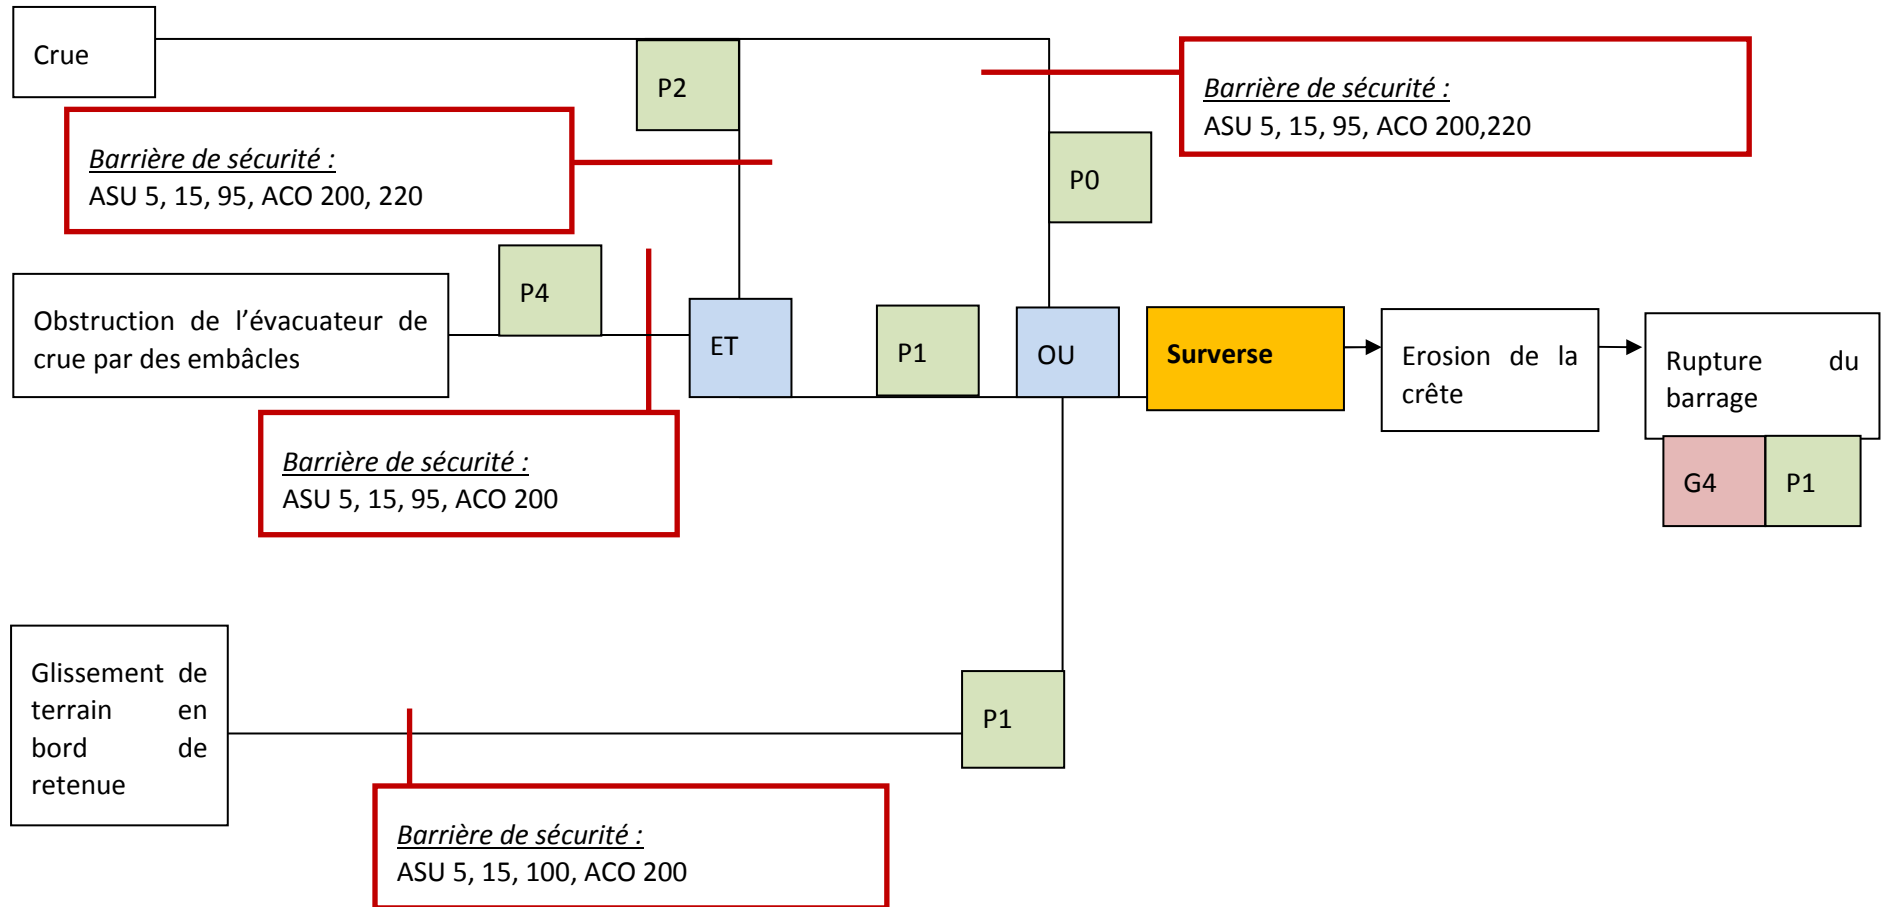 Crue
P2
Barrière de sécurité :
ASU 5, 15, 95, ACO 200,220
Barrière de sécurité :
ASU 5, 15, 95, ACO 200, 220
P0
P4
Obstruction de l'évacuateur de
crue par des embâcles
ET
P1
OU
Surverse
Erosion de la
crête
Rupture du
barrage
G4
P1
Barrière de sécurité :
ASU 5, 15, 95, ACO 200
Glissement de
terrain en
bord de
retenue
P1
Barrière de sécurité :
ASU 5, 15, 100, ACO 200